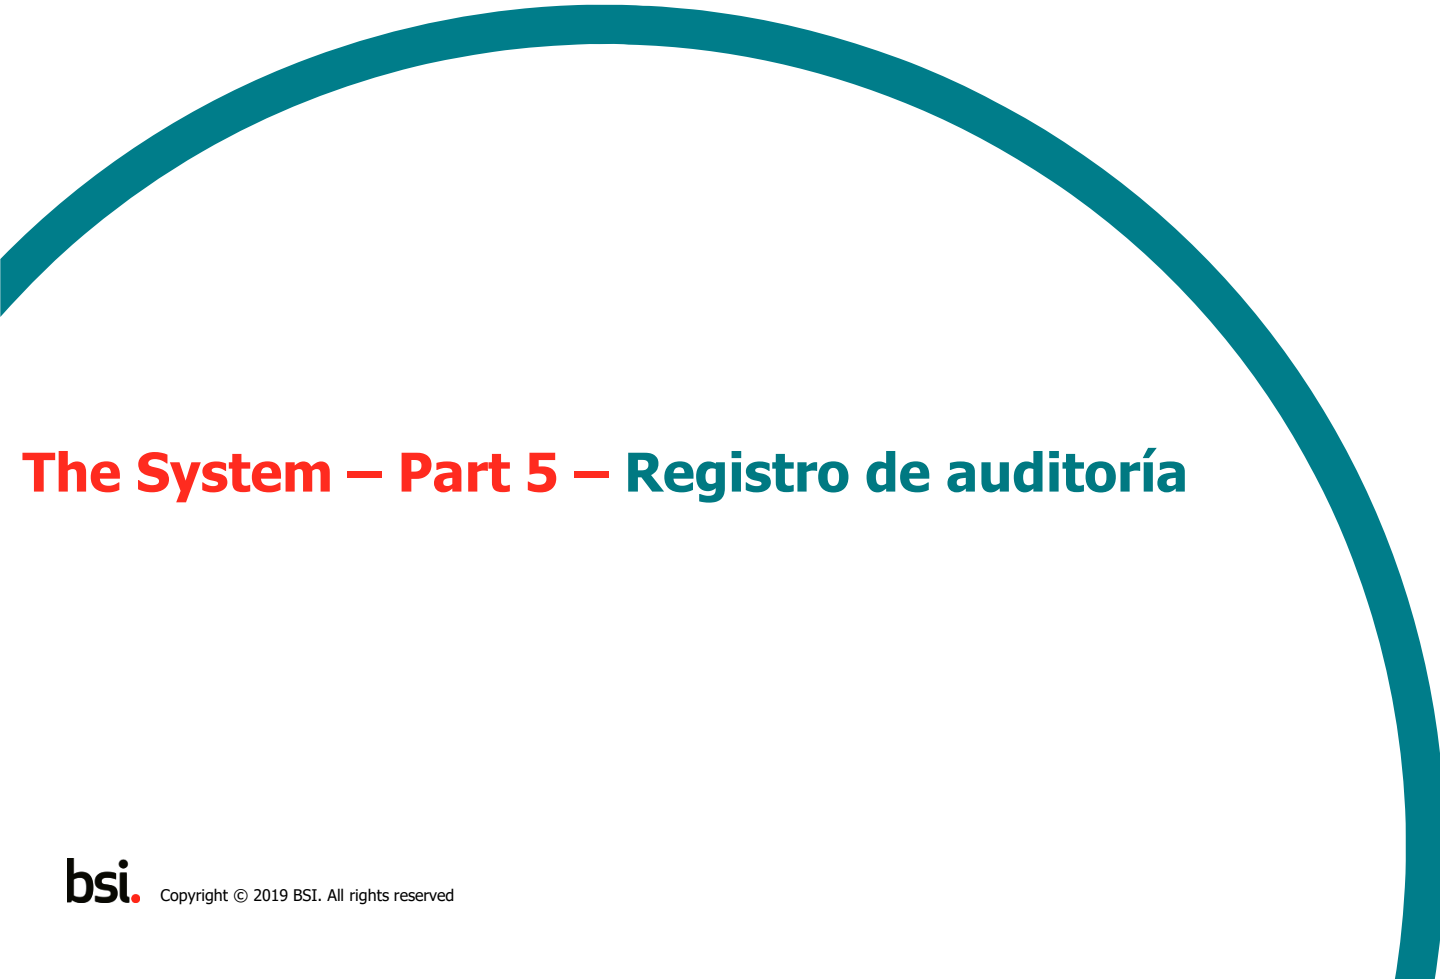 The System – Part 5 – Registro de auditoría
bsi.
Copyright © 2019 BSI. All rights reserved